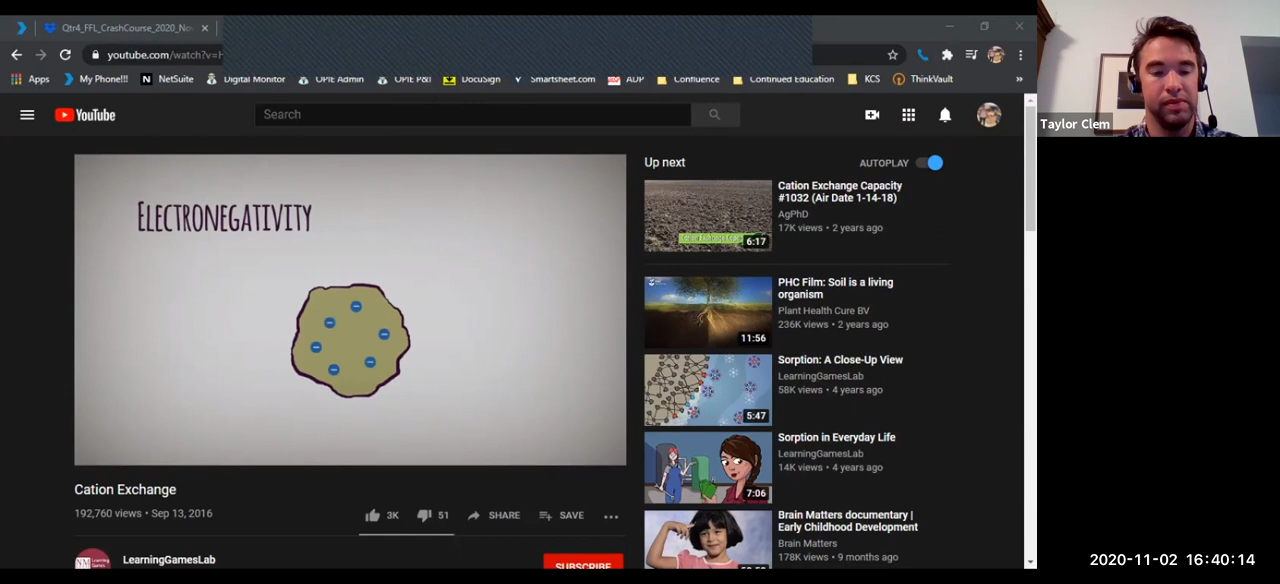 Qtr4_FFL_CrashCourse_2020_No
youtube.com/watch?v=
Apps My Phone!!! NetSuite Digital Monitor OPIE Admin OPIE P&I DocuSign Smartsheet.com ADP Confluence Continued Education KCS ThinkVault »
YouTube
Search
Taylor Clem
ELECTRONEGATIVITY
Up next
AUTOPLAY
Cation Exchange Capacity
#1032 (Air Date 1-14-18)
AgPhD
17K views • 2 years ago
6:17
PHC Film: Soil is a living
organism
Plant Health Cure BV
236K views • 2 years ago
11:56
Sorption: A Close-Up View
LearningGamesLab
58K views • 4 years ago
5:47
Sorption in Everyday Life
LearningGamesLab
14K views • 4 years ago
7:06
Brain Matters documentary |
Early Childhood Development
Brain Matters
178K views • 9 months ago
Cation Exchange
192,760 views • Sep 13, 2016
3K 51 SHARE SAVE
LearningGamesLab
SUBSCRIBE
2020-11-02 16:40:14